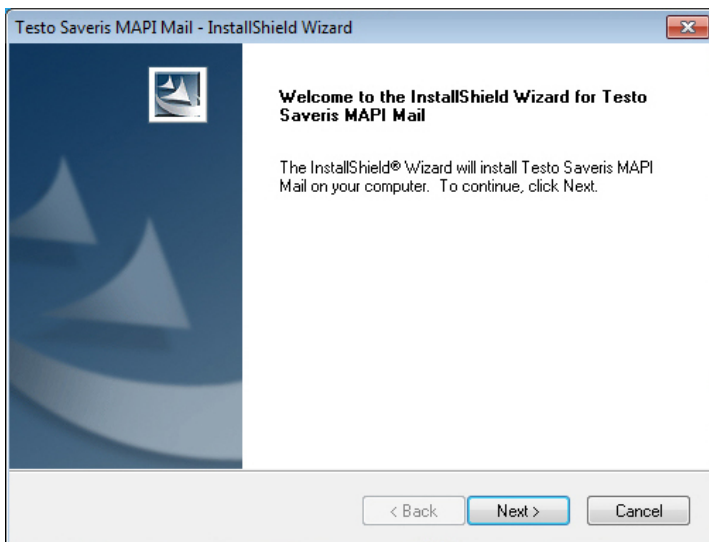 Testo Saveris MAPI Mail - InstallShield Wizard
Welcome to the InstallShield Wizard for Testo
Saveris MAPI Mail
The InstallShield® Wizard will install Testo Saveris MAPI
Mail on your computer. To continue, click Next.
< Back Next > Cancel